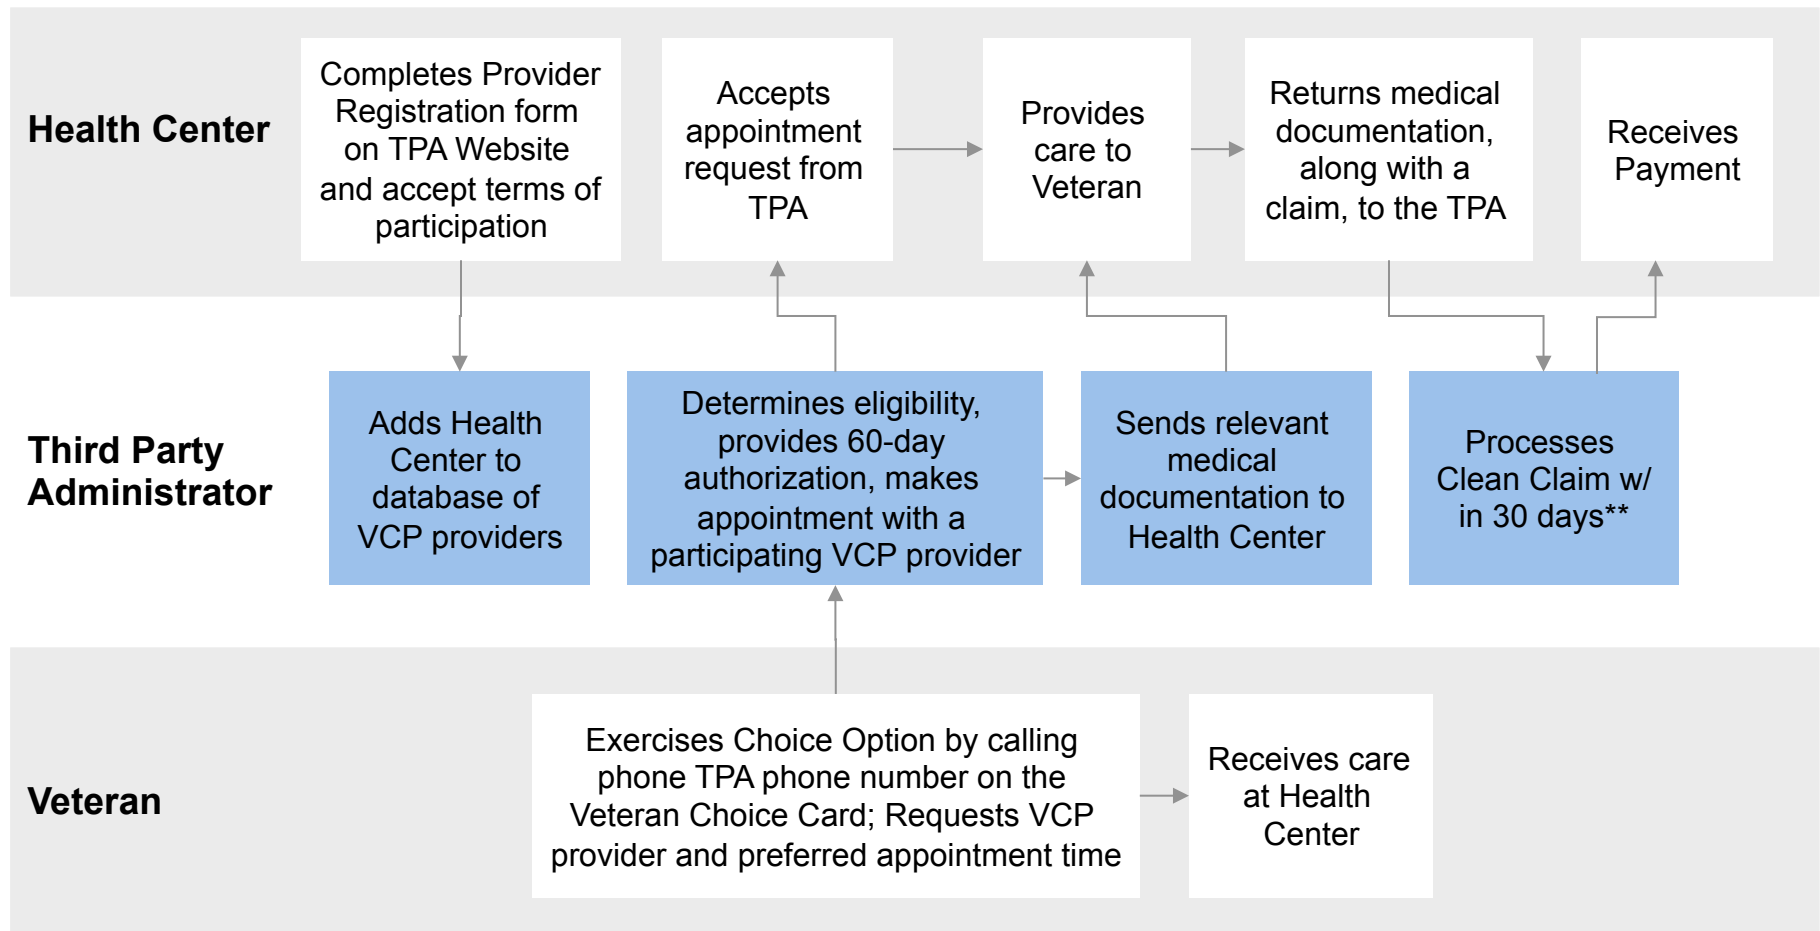 Health Center
Completes Provider
Registration form
on TPA Website
and accept terms of
participation
Accepts
appointment
request from
TPA
Provides
care to
Veteran
Returns medical
documentation,
along with a
claim, to the TPA
Receives
Payment
Third Party
Administrator
Adds Health
Center to
database of
VCP providers
Determines eligibility,
provides 60-day
authorization, makes
appointment with a
participating VCP provider
Sends relevant
medical
documentation to
Health Center
Processes
Clean Claim w/
in 30 days**
Veteran
Exercises Choice Option by calling
phone TPA phone number on the
Veteran Choice Card; Requests VCP
provider and preferred appointment time
Receives care
at Health
Center